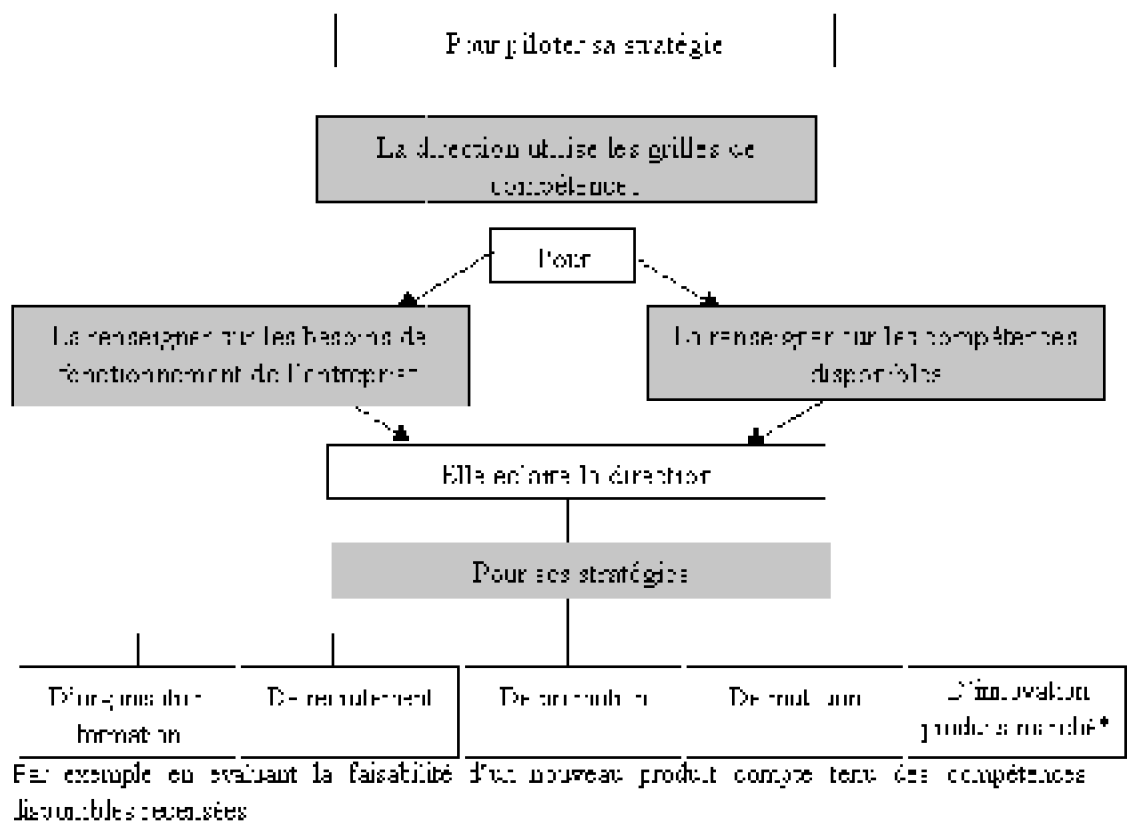 Pour piloter sa stratégie
La direction utilise les grilles de
compétences
Pour
La renseigner sur les besoins de
fonctionnement de l'entreprise
La renseigner sur les compétences
disponibles
Elle éclaire la direction
Pour ses stratégies
formation
De recrutement
De promotion
De mutation
D'innovation
produits marché*
Par exemple en évaluant la faisabilité d'un nouveau produit compte tenu des compétences
disponibles recensées